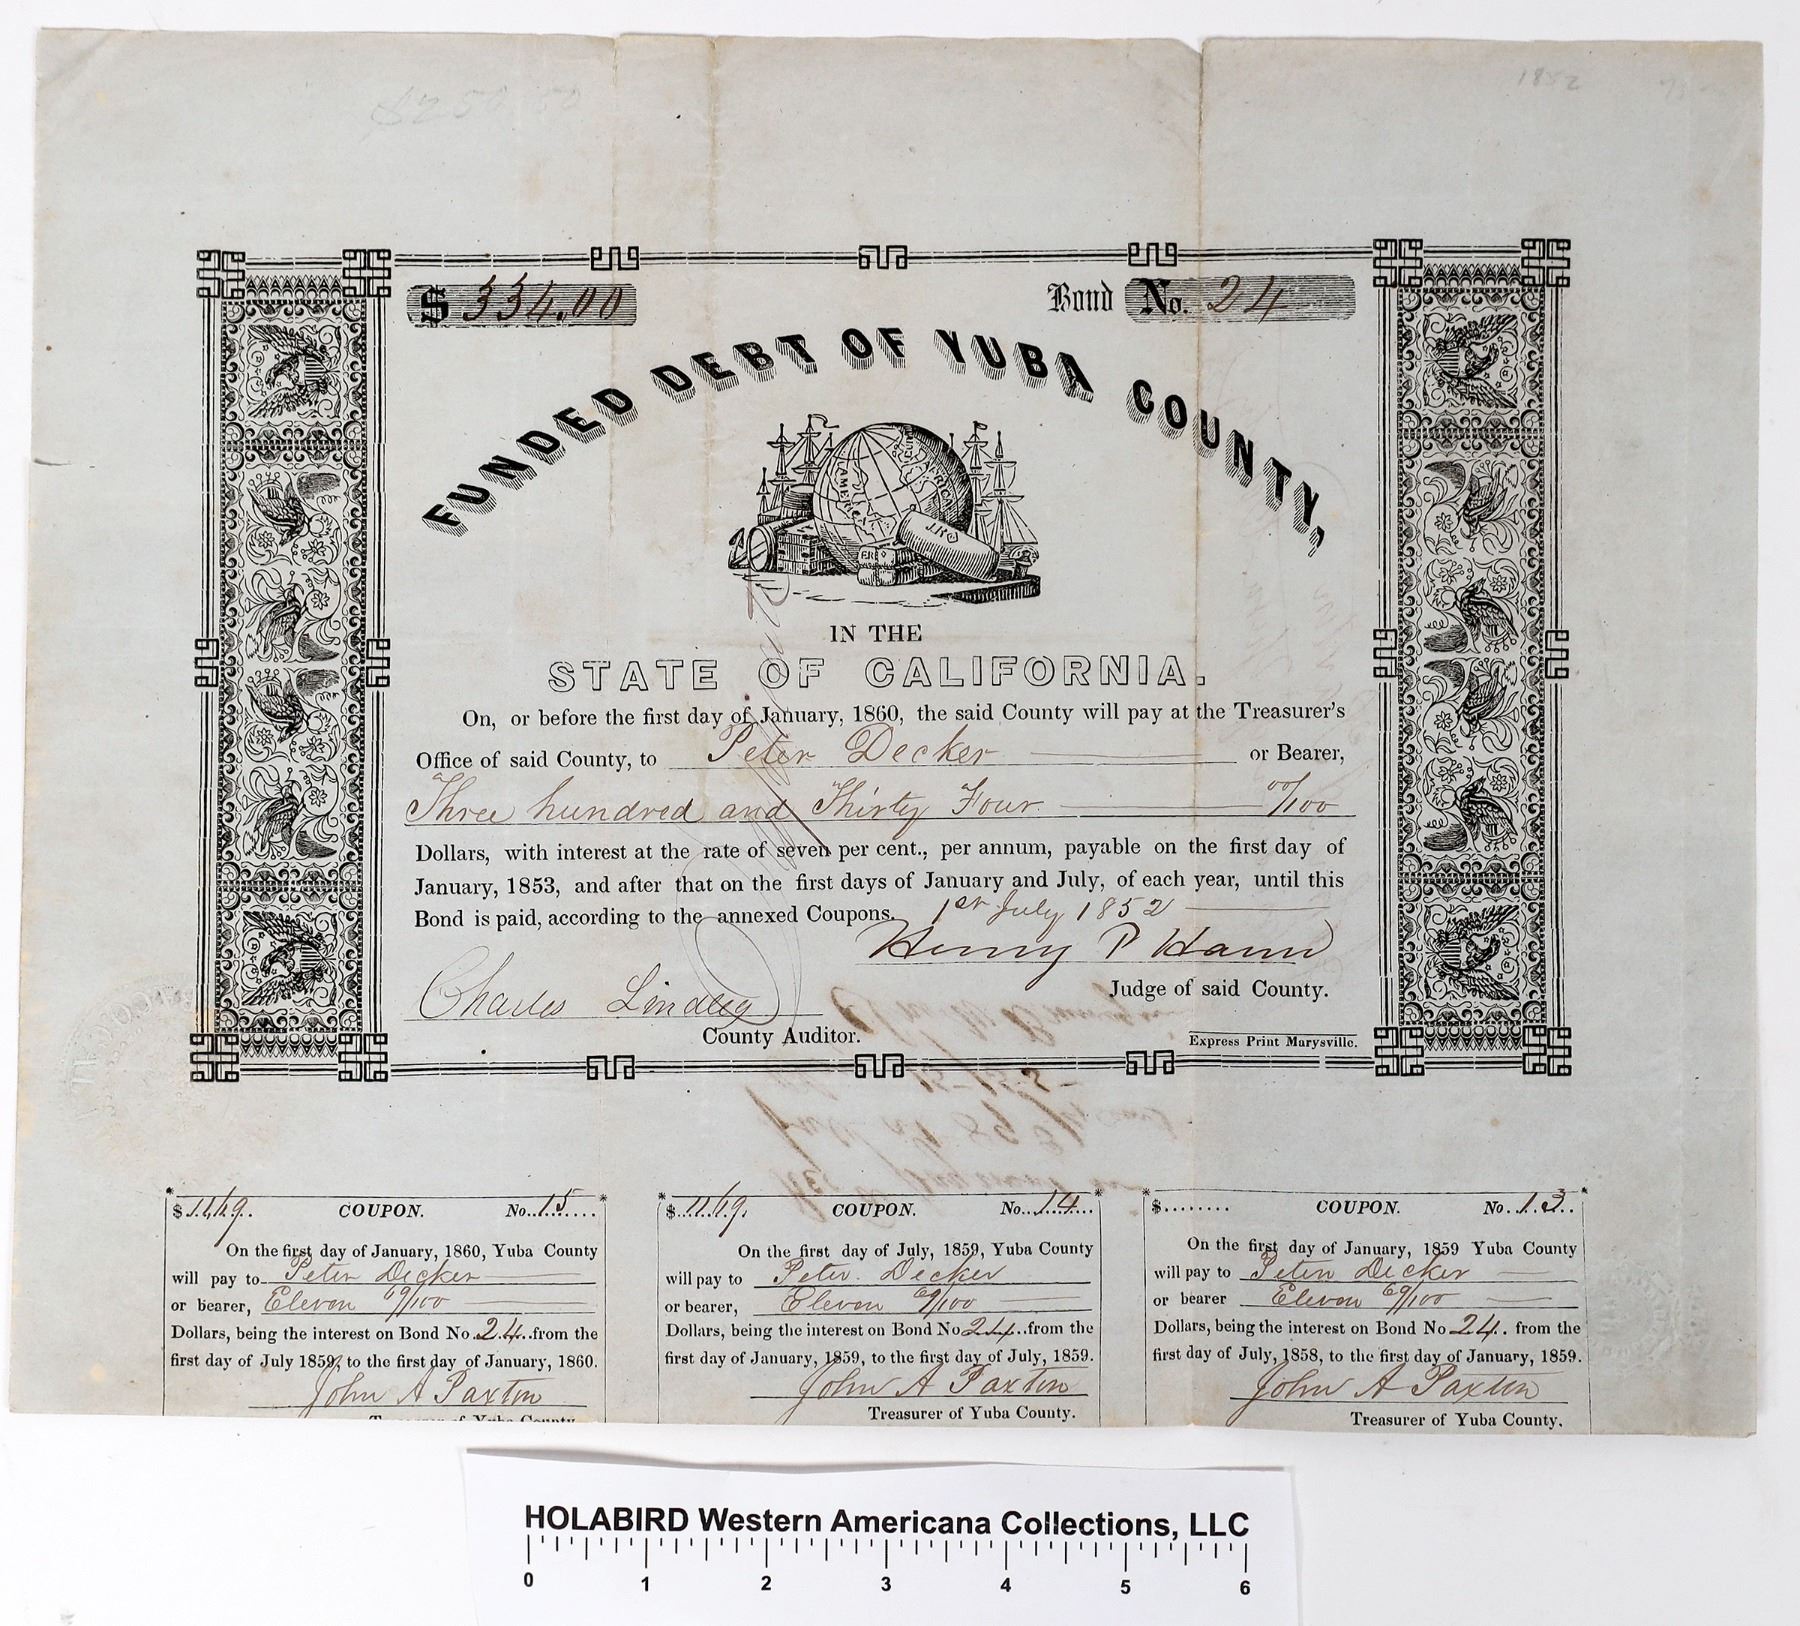 1852
$ 334.00
Bond No. 24
FUNDED DEBT OF YUBA COUNTY,
AMERICA
AFRICA
J.R
F.R
IN THE
STATE OF CALIFORNIA.
On, or before the first day of January, 1860, the said County will pay at the Treasurer's
Office of said County, to Peter Decker or Bearer,
Three hundred and Thirty Four 00/100
Dollars, with interest at the rate of seven per cent., per annum, payable on the first day of
January, 1853, and after that on the first days of January and July, of each year, until this
Bond is paid, according to the annexed Coupons. 1st July 1852
Henry P Haun
Judge of said County.
Charles Lindley
County Auditor.
Express Print Marysville.
$ 11.69. COUPON. No. 15
On the first day of January, 1860, Yuba County
will pay to Peter Decker
or bearer, Eleven 69/100
Dollars, being the interest on Bond No. 24 from the
first day of July 1859, to the first day of January, 1860.
John A Paxton
Treasurer of Yuba County
$ 11.69. COUPON. No. 14
On the first day of July, 1859, Yuba County
will pay to Peter Decker
or bearer, Eleven 69/100
Dollars, being the interest on Bond No 24 from the
first day of January, 1859, to the first day of July, 1859.
John A Paxton
Treasurer of Yuba County.
$ COUPON. No. 13
On the first day of January, 1859 Yuba County
will pay to Peter Decker
or bearer Eleven 69/100
Dollars, being the interest on Bond No 24 from the
first day of July, 1858, to the first day of January, 1859.
John A Paxton
Treasurer of Yuba County.
HOLABIRD Western Americana Collections, LLC
0 1 2 3 4 5 6